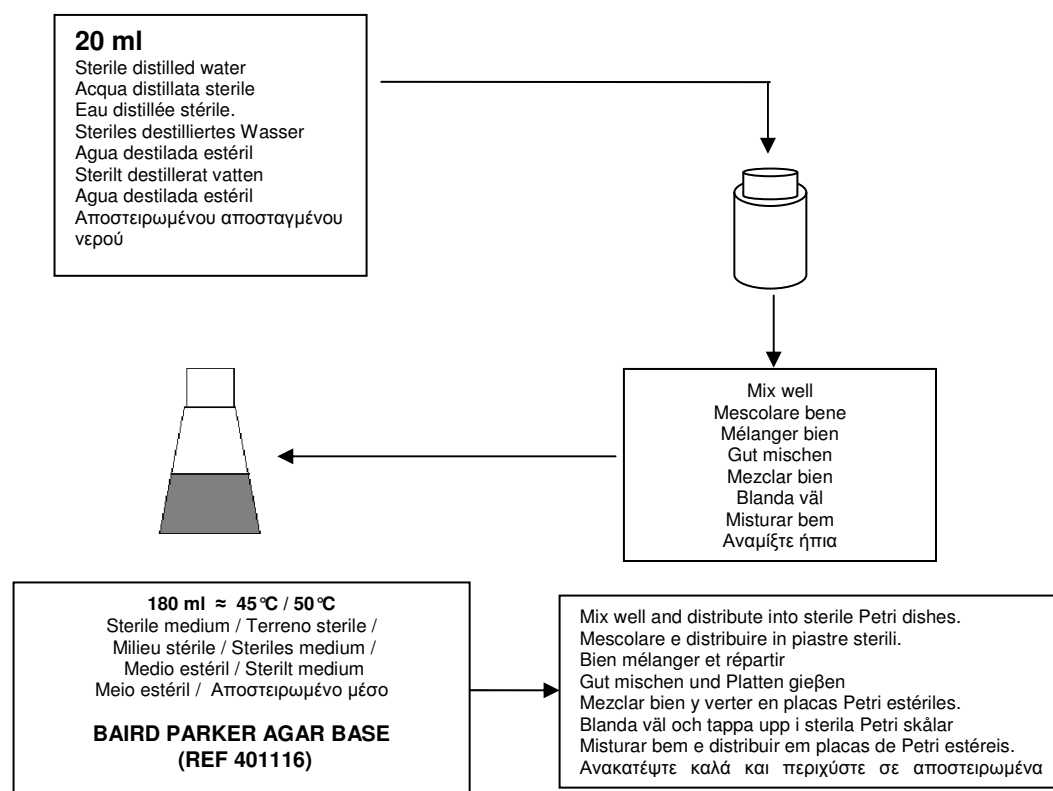 20 ml
Sterile distilled water
Acqua distillata sterile
Eau distillée stérile.
Steriles destilliertes Wasser
Agua destilada estéril
Sterilt destillerat vatten
Agua destilada estéril
Αποστειρωμένου αποσταγμένου
νερού
Mix well
Mescolare bene
Mélanger bien
Gut mischen
Mezclar bien
Blanda väl
Misturar bem
Αναμίξτε ήπια
180 ml ≈ 45°C / 50°C
Sterile medium / Terreno sterile /
Milieu stérile / Steriles medium /
Medio estéril / Sterilt medium
Meio estéril / Αποστειρωμένο μέσο
BAIRD PARKER AGAR BASE
(REF 401116)
Mix well and distribute into sterile Petri dishes.
Mescolare e distribuire in piastre sterili.
Bien mélanger et répartir
Gut mischen und Platten gieβen
Mezclar bien y verter en placas Petri estériles.
Blanda väl och tappa upp i sterila Petri skålar
Misturar bem e distribuir em placas de Petri estéreis.
Ανακατέψτε καλά και περιχύστε σε αποστειρωμένα